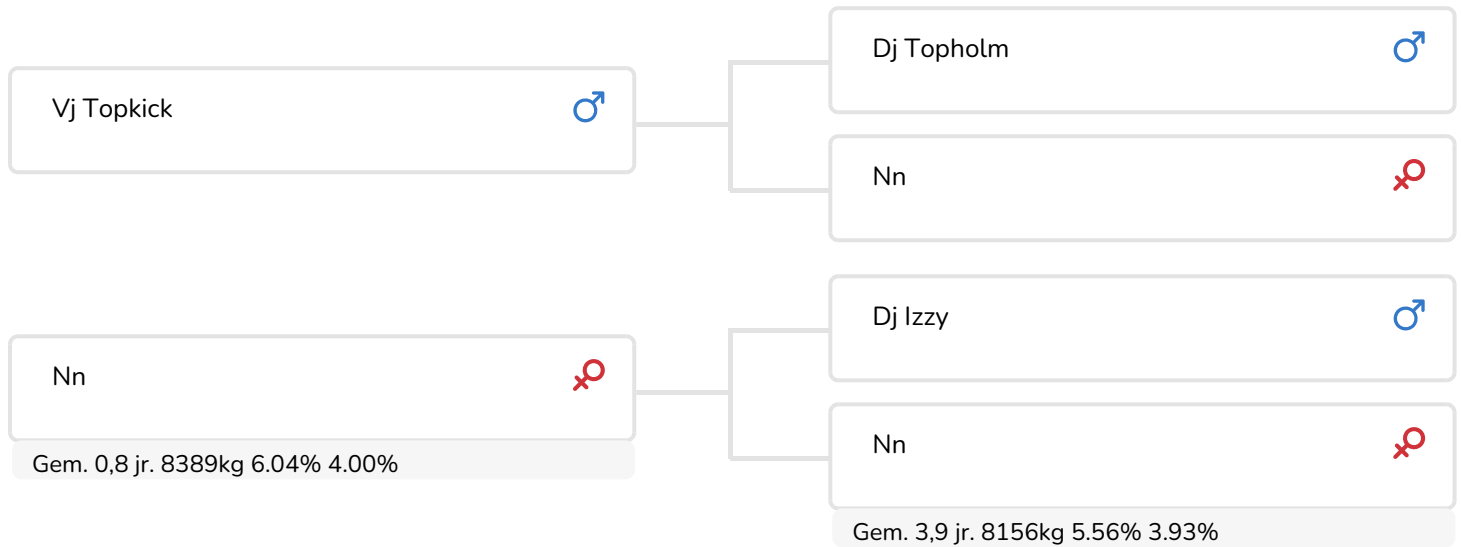 Vj Topkick
Dj Topholm
Nn
Nn
Gem. 0,8 jr. 8389kg 6.04% 4.00%
Dj Izzy
Nn
Gem. 3,9 jr. 8156kg 5.56% 3.93%